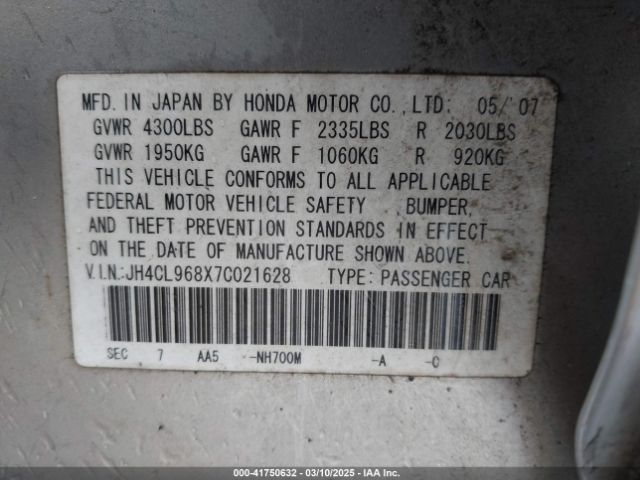 MFD. IN JAPAN BY HONDA MOTOR CO.,LTD: 05/'07
GVWR 4300LBS GAWR F 2335LBS R 2030LBS
GVWR 1950KG GAWR F 1060KG R 920KG
THIS VEHICLE CONFORMS TO ALL APPLICABLE
FEDERAL MOTOR VEHICLE SAFETY , BUMPER,
AND THEFT PREVENTION STANDARDS IN EFFECT
ON THE DATE OF MANUFACTURE SHOWN ABOVE.
V.I.N.:JH4CL968X7C021628 TYPE: PASSENGER CAR
SEC 7 AA5 -NH700M -A -C
000-41750632 - 03/10/2025 - IAA Inc.